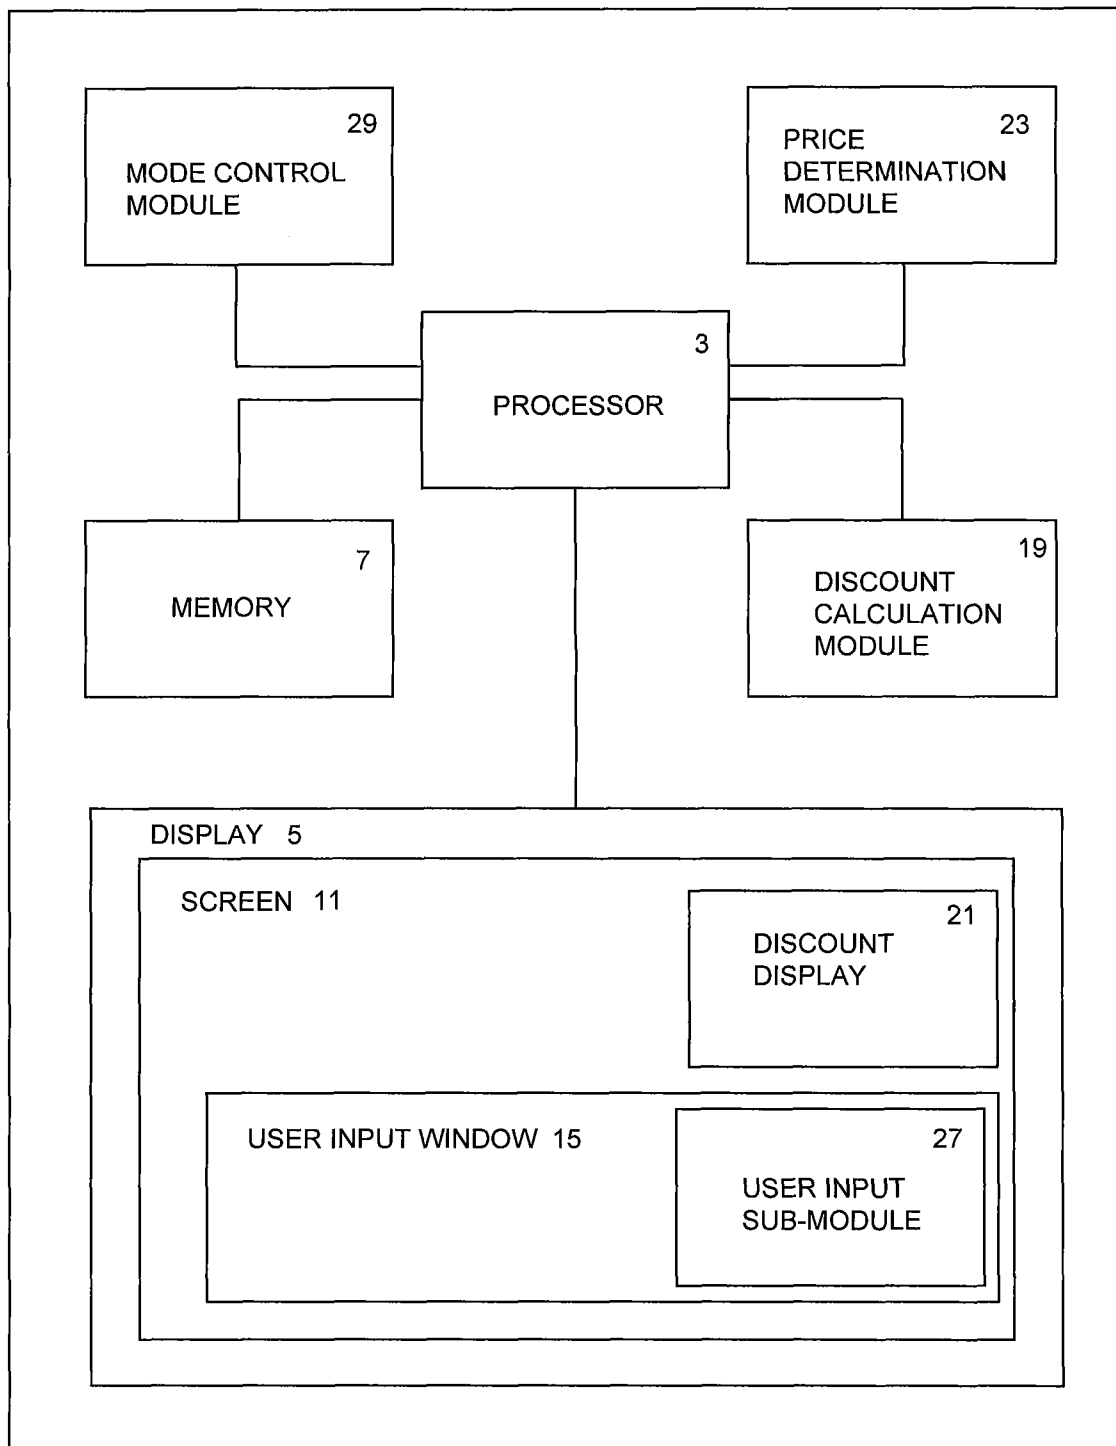 29
MODE CONTROL
MODULE
23
PRICE
DETERMINATION
MODULE
3
PROCESSOR
7
MEMORY
19
DISCOUNT
CALCULATION
MODULE
DISPLAY 5
SCREEN 11
21
DISCOUNT
DISPLAY
USER INPUT WINDOW 15
27
USER INPUT
SUB-MODULE